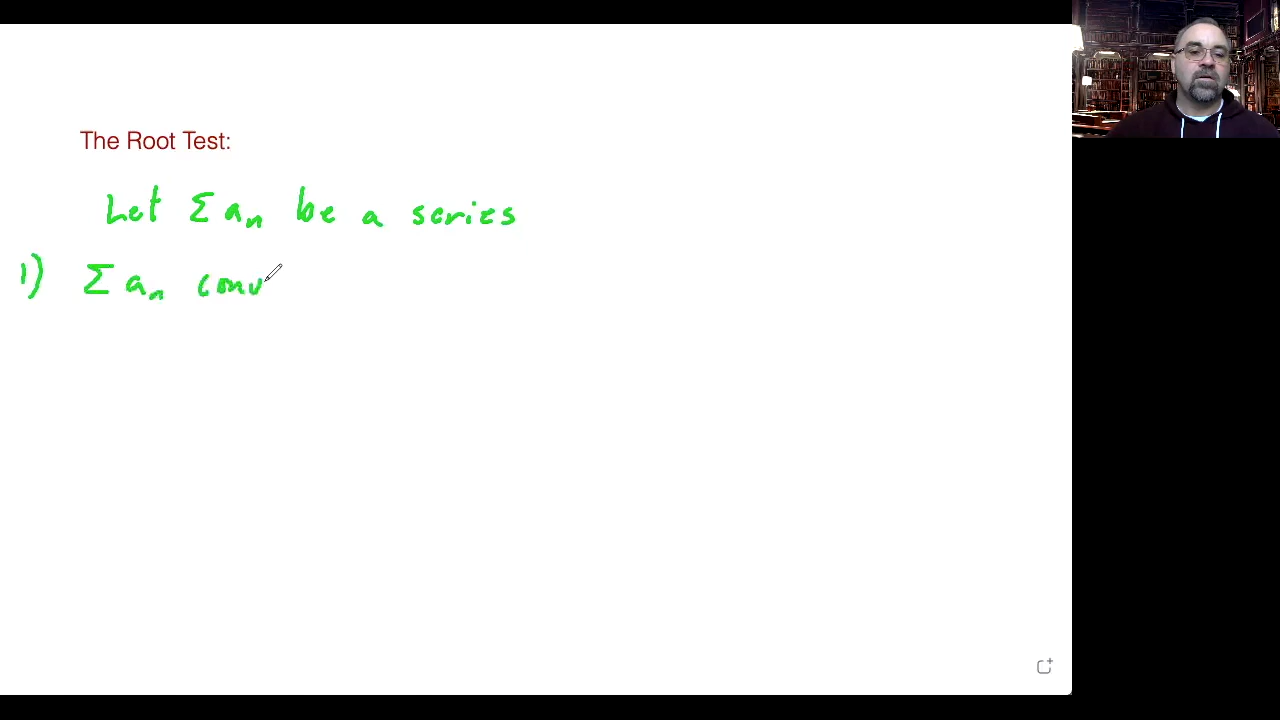 The Root Test:
Let Σ aₙ be a series
1) Σ aₙ conv